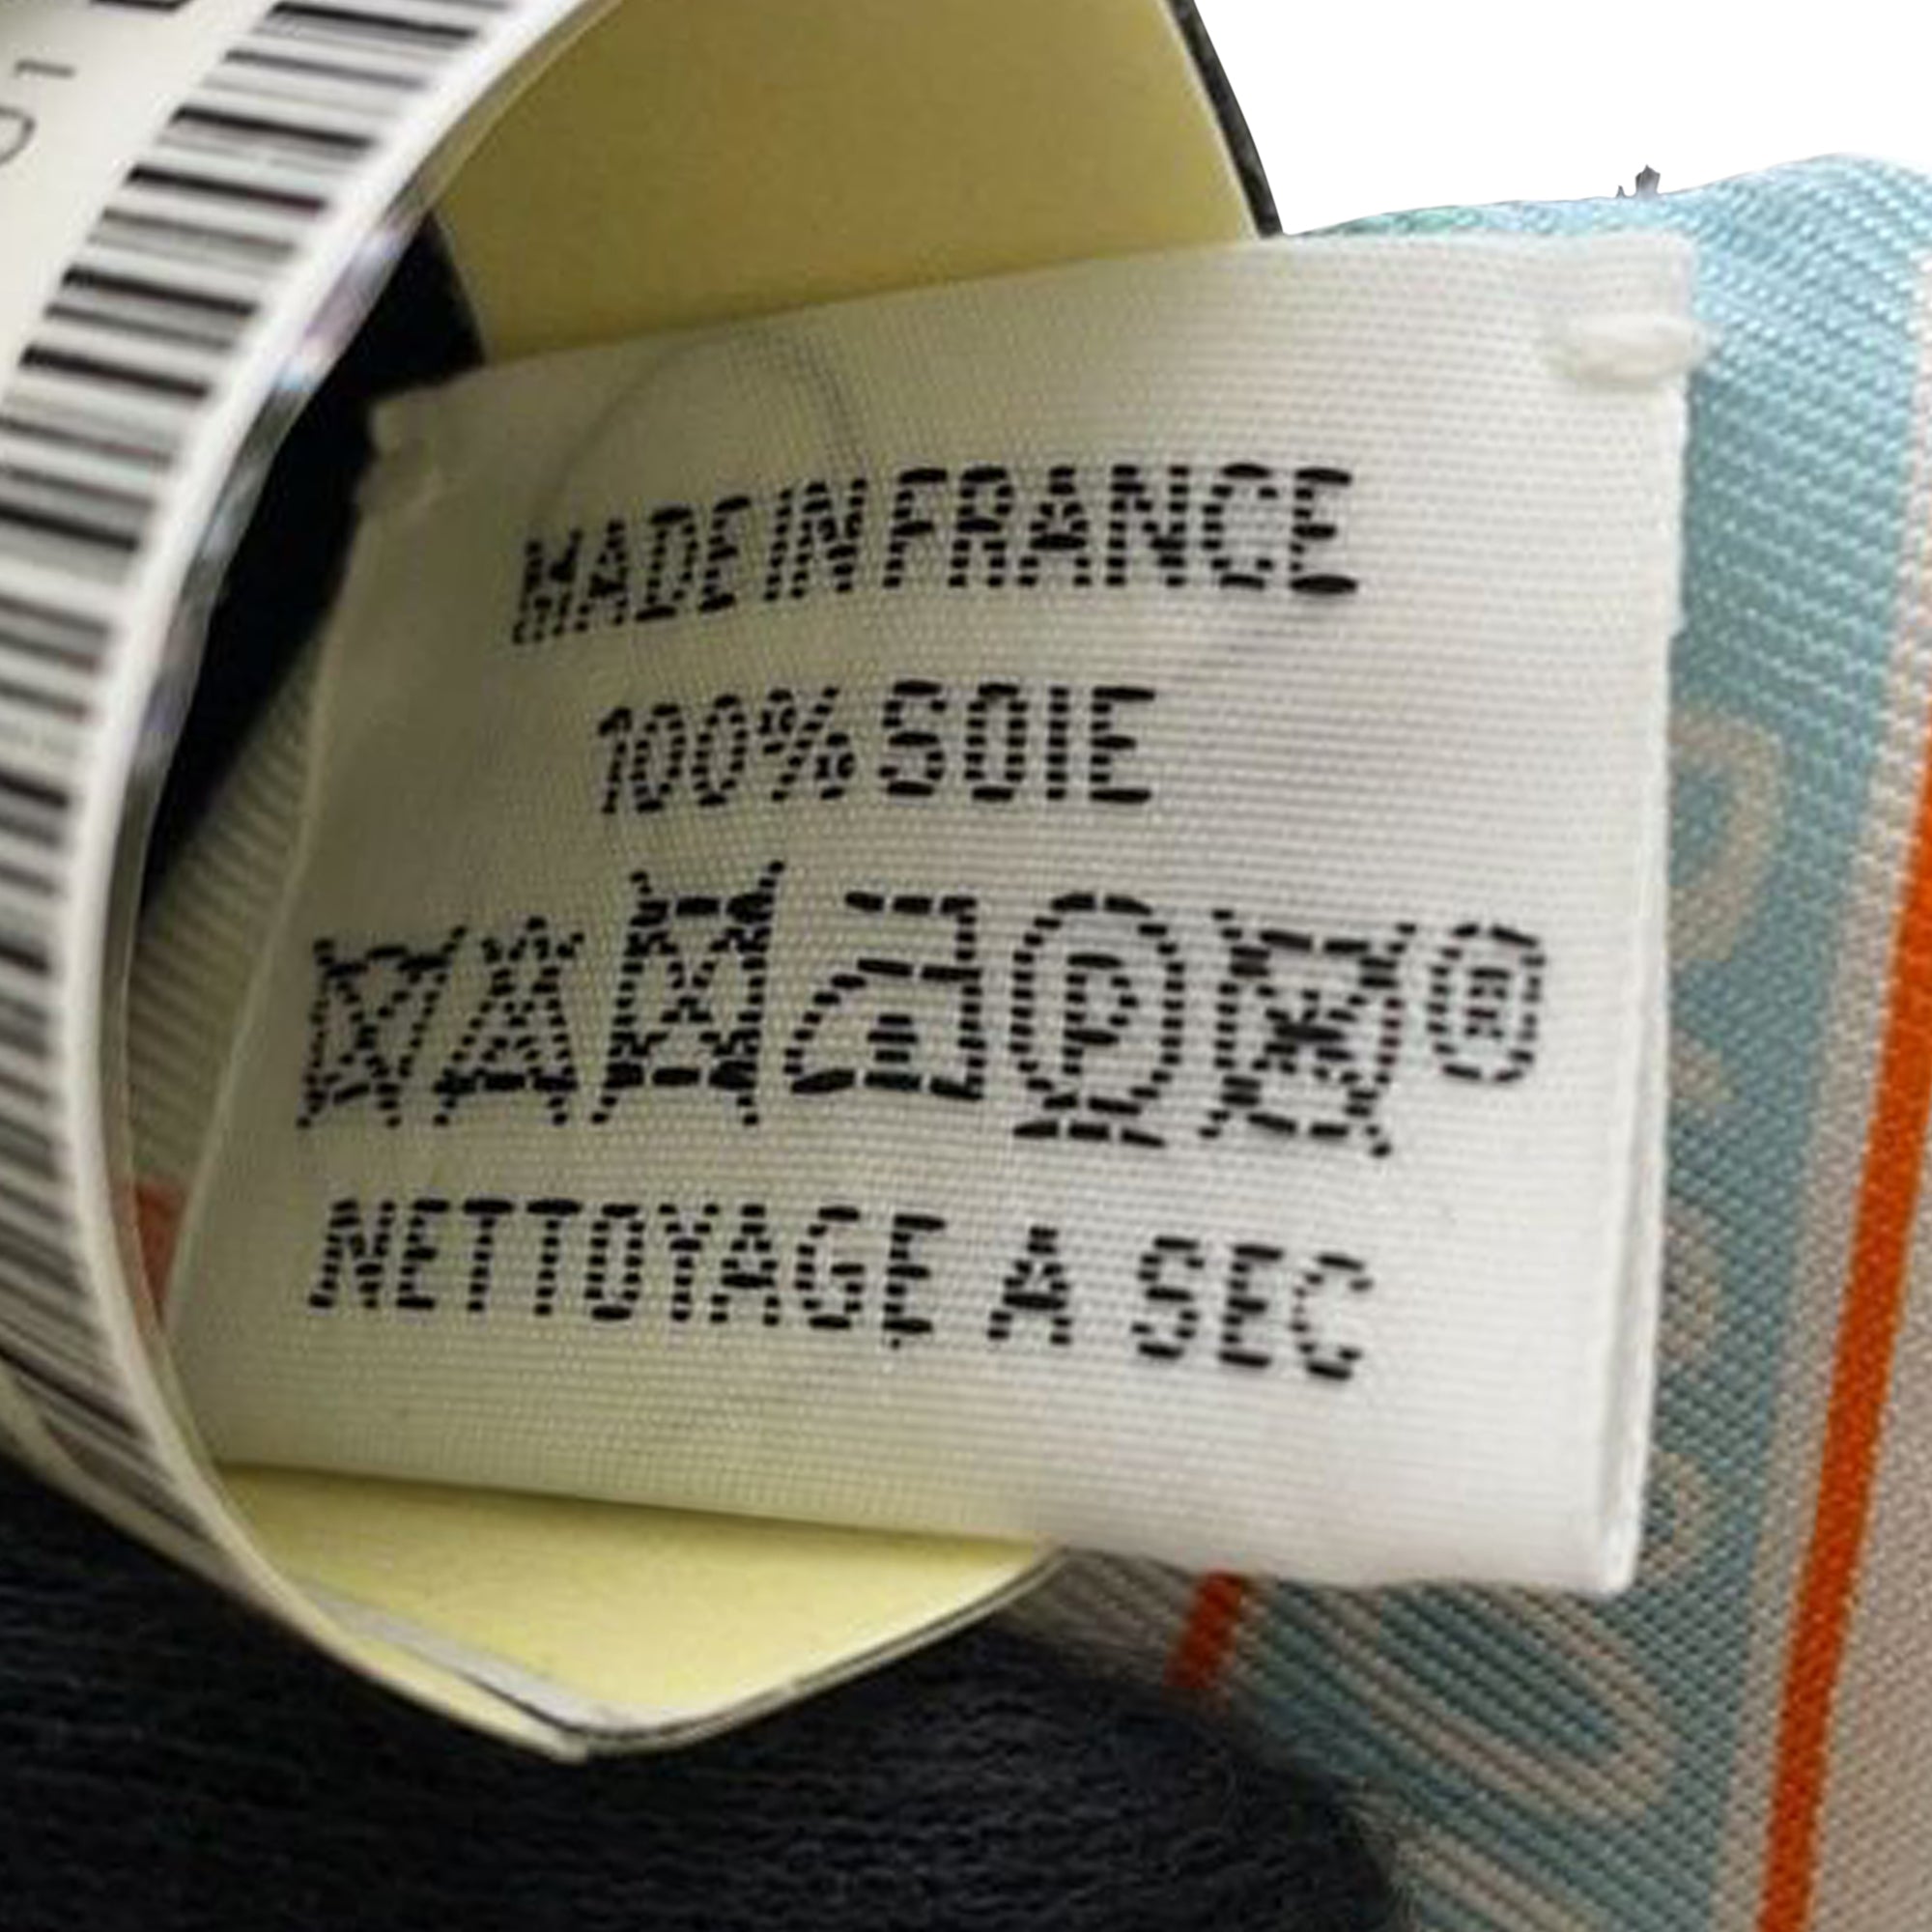 MADE IN FRANCE
100% SOIE
P ®
NETTOYAGE A SEC